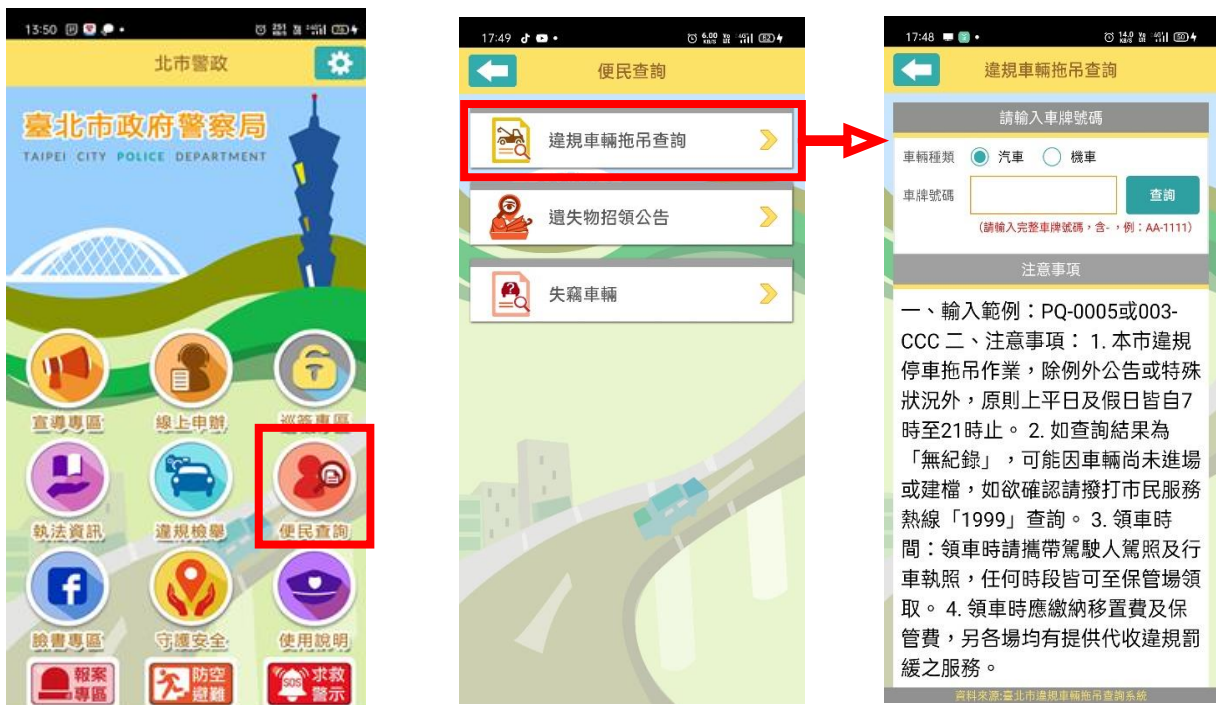 13:50
251 KB/S
北市警政
臺北市政府警察局
TAIPEI CITY POLICE DEPARTMENT
宣導專區
線上申辦
巡簽專區
執法資訊
違規檢舉
便民查詢
臉書專區
守護安全
使用說明
報案專區
防空避難
SOS
求救警示
17:49
6.00 KB/S
62
便民查詢
違規車輛拖吊查詢
遺失物招領公告
失竊車輛
17:48
14.0 KB/S
違規車輛拖吊查詢
請輸入車牌號碼
車輛種類 汽車 機車
車牌號碼 查詢
(請輸入完整車牌號碼，含-，例：AA-1111)
注意事項
一、輸入範例：PQ-0005或003-
CCC 二、注意事項： 1. 本市違規
停車拖吊作業，除例外公告或特殊
狀況外，原則上平日及假日皆自7
時至21時止。 2. 如查詢結果為
「無紀錄」，可能因車輛尚未進場
或建檔，如欲確認請撥打市民服務
熱線「1999」查詢。 3. 領車時
間：領車時請攜帶駕駛人駕照及行
車執照，任何時段皆可至保管場領
取。 4. 領車時應繳納移置費及保
管費，另各場均有提供代收違規罰
緩之服務。
資料來源:臺北市違規車輛拖吊查詢系統